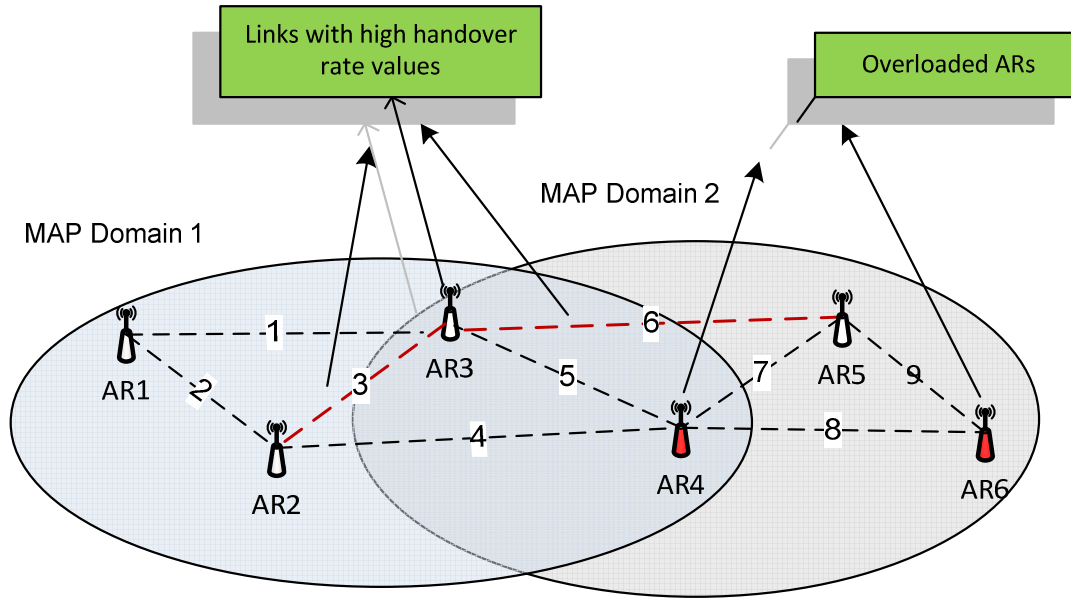 Links with high handover
rate values
Overloaded ARs
MAP Domain 2
MAP Domain 1
1
6
AR3
AR5
AR1
2
3
5
7
9
4
8
AR2
AR4
AR6